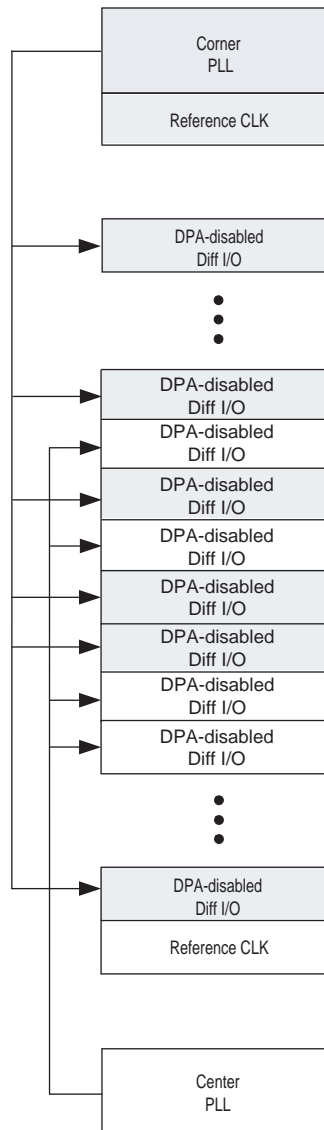 Corner
PLL
Reference CLK
DPA-disabled
Diff I/O
DPA-disabled
Diff I/O
DPA-disabled
Diff I/O
DPA-disabled
Diff I/O
DPA-disabled
Diff I/O
DPA-disabled
Diff I/O
DPA-disabled
Diff I/O
DPA-disabled
Diff I/O
DPA-disabled
Diff I/O
DPA-disabled
Diff I/O
Reference CLK
Center
PLL